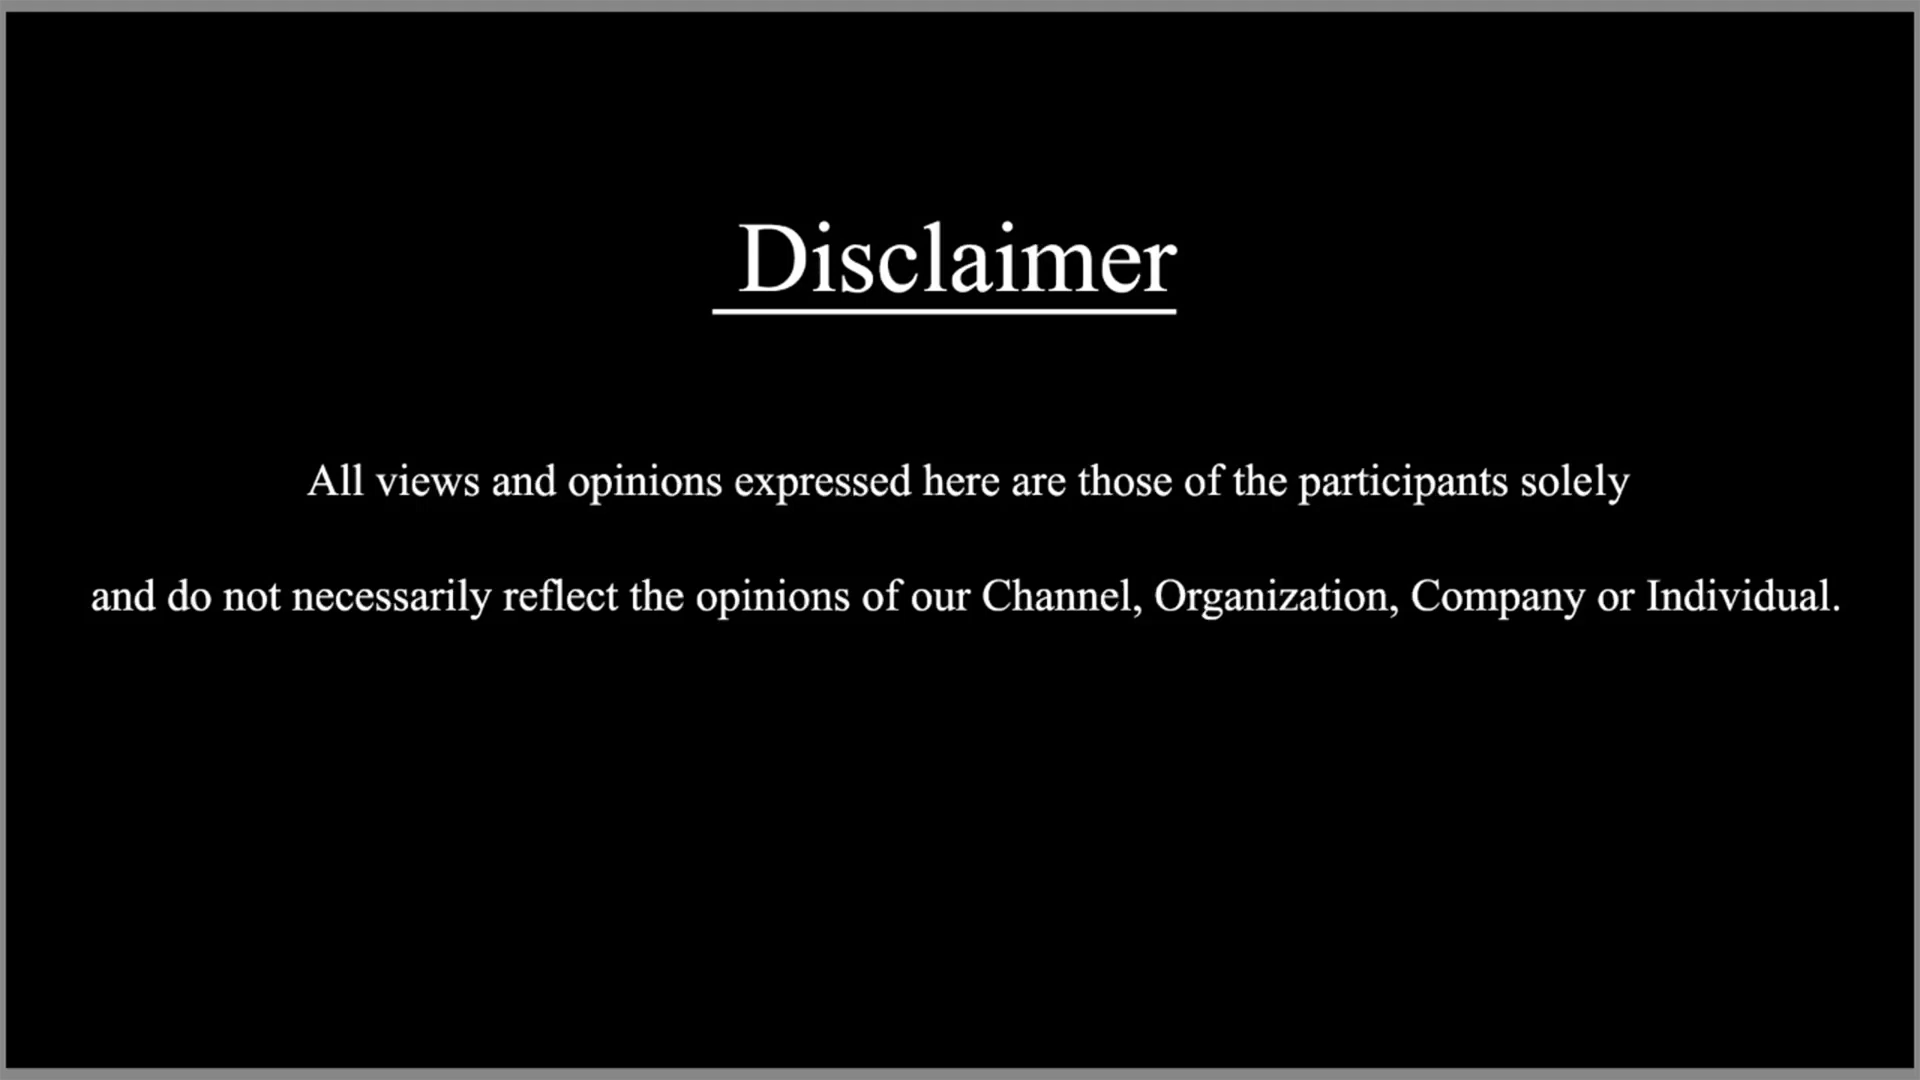 Disclaimer
All views and opinions expressed here are those of the participants solely
and do not necessarily reflect the opinions of our Channel, Organization, Company or Individual.